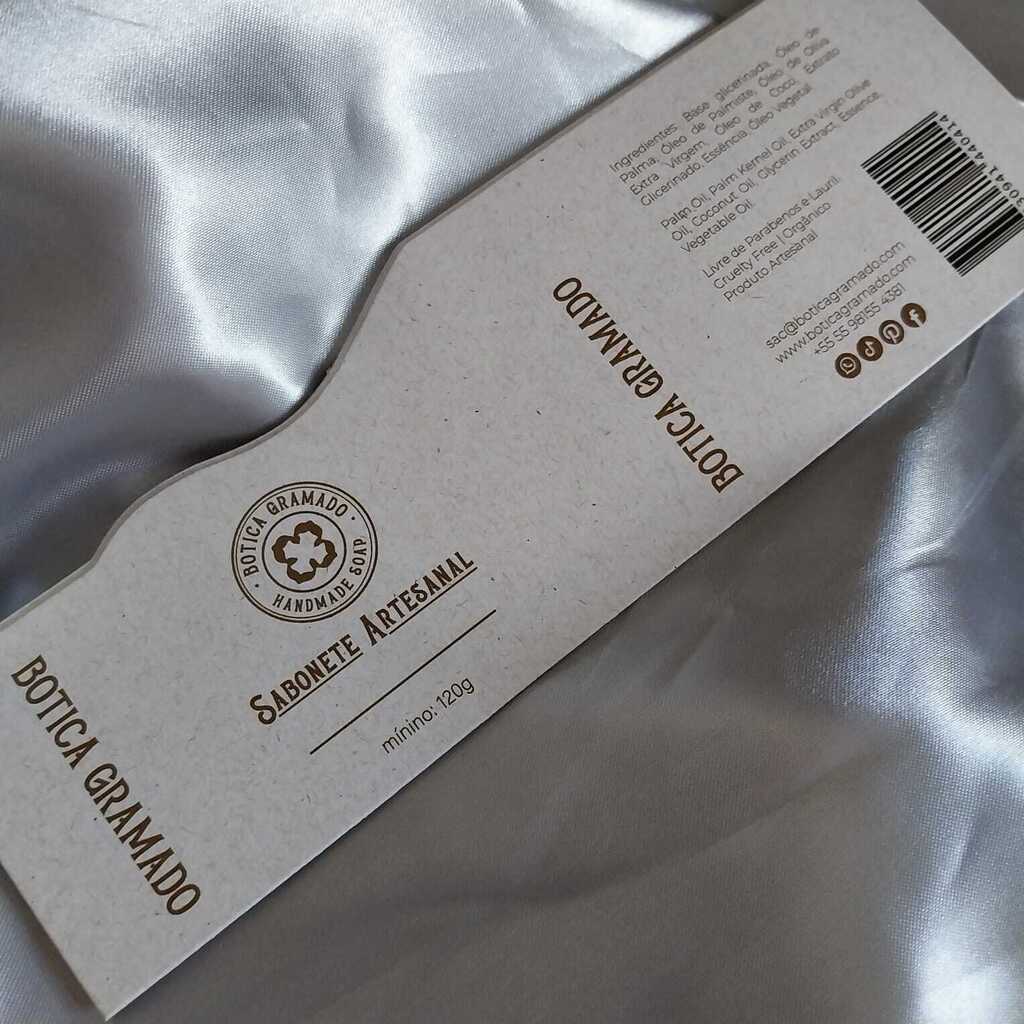 BOTICA GRAMADO
• BOTICA GRAMADO •
HANDMADE SOAP
SABONETE ARTESANAL
mínino: 120g
BOTICA GRAMADO
Ingredientes: Base glicerinada, Óleo de
Palma, Óleo de Palmiste, Óleo de Oliva
Extra Virgem, Óleo de Coco, Extrato
Glicerinado, Essência, Óleo Vegetal.
Palm Oil, Palm Kernel Oil, Extra Virgin Olive
Oil, Coconut Oil, Glycerin Extract, Essence,
Vegetable Oil.
Livre de Parabenos e Lauril.
Cruelty Free | Orgânico
Produto Artesanal
sac@boticagramado.com
www.boticagramado.com
+55 55 98155 4381